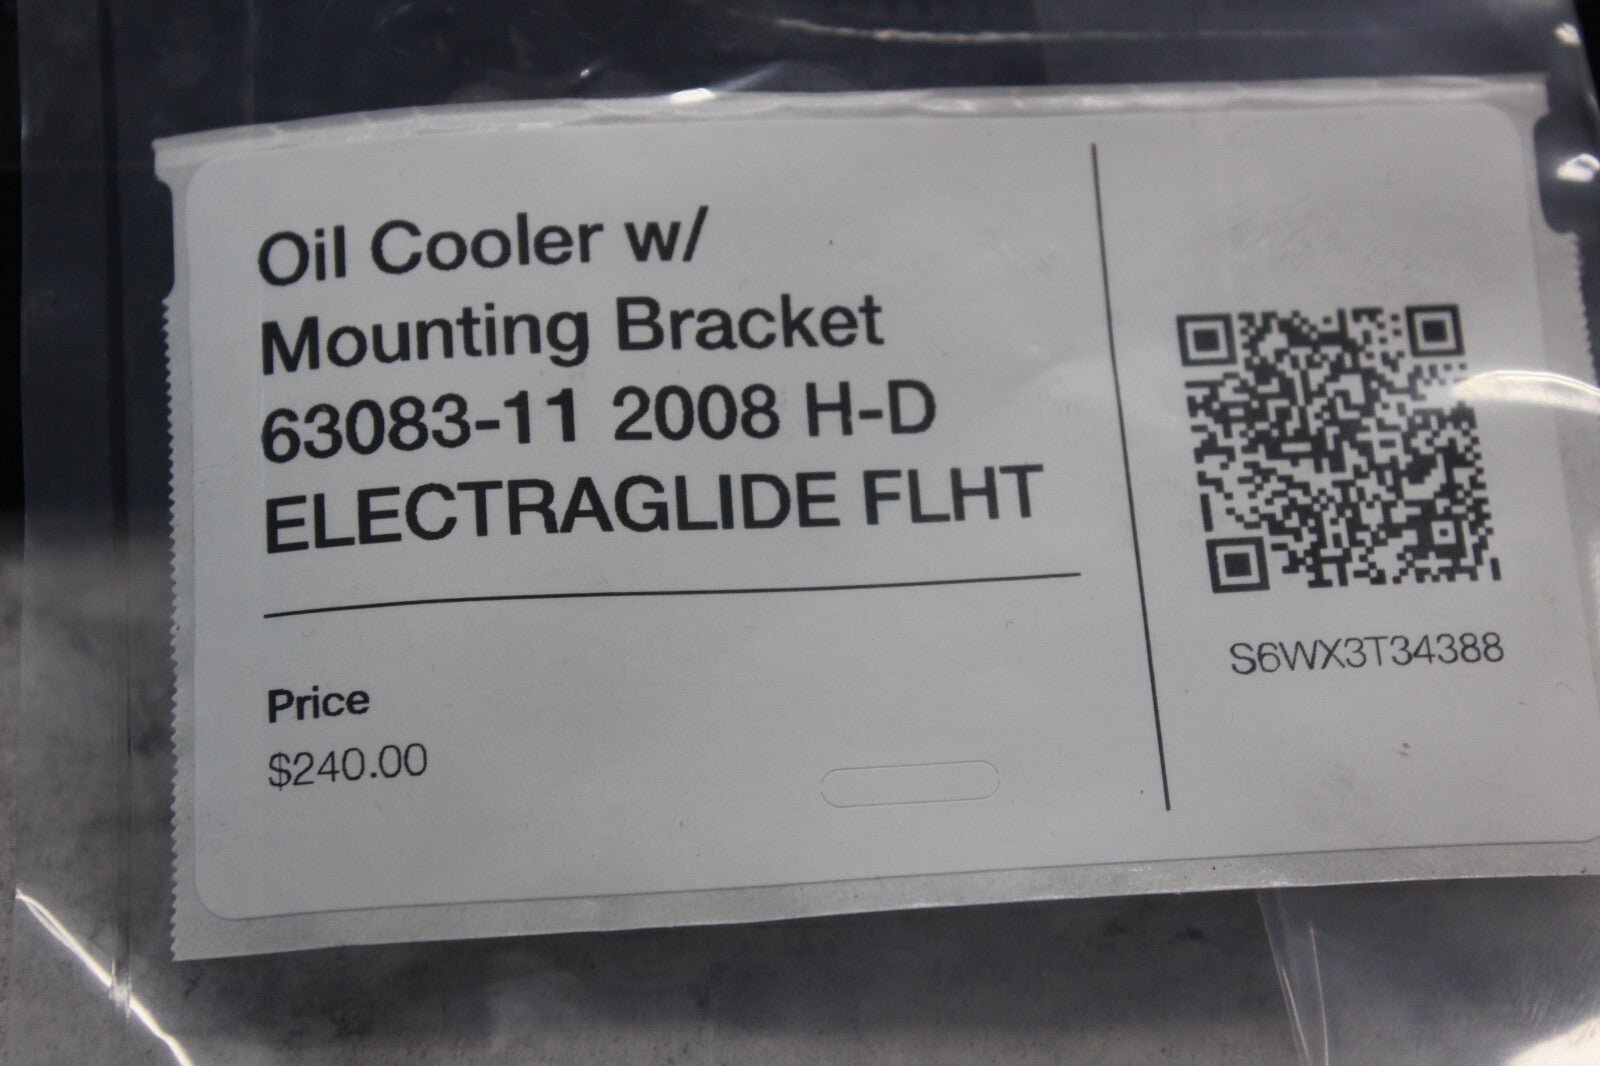 Oil Cooler w/
Mounting Bracket
63083-11 2008 H-D
ELECTRAGLIDE FLHT
Price
$240.00
S6WX3T34388